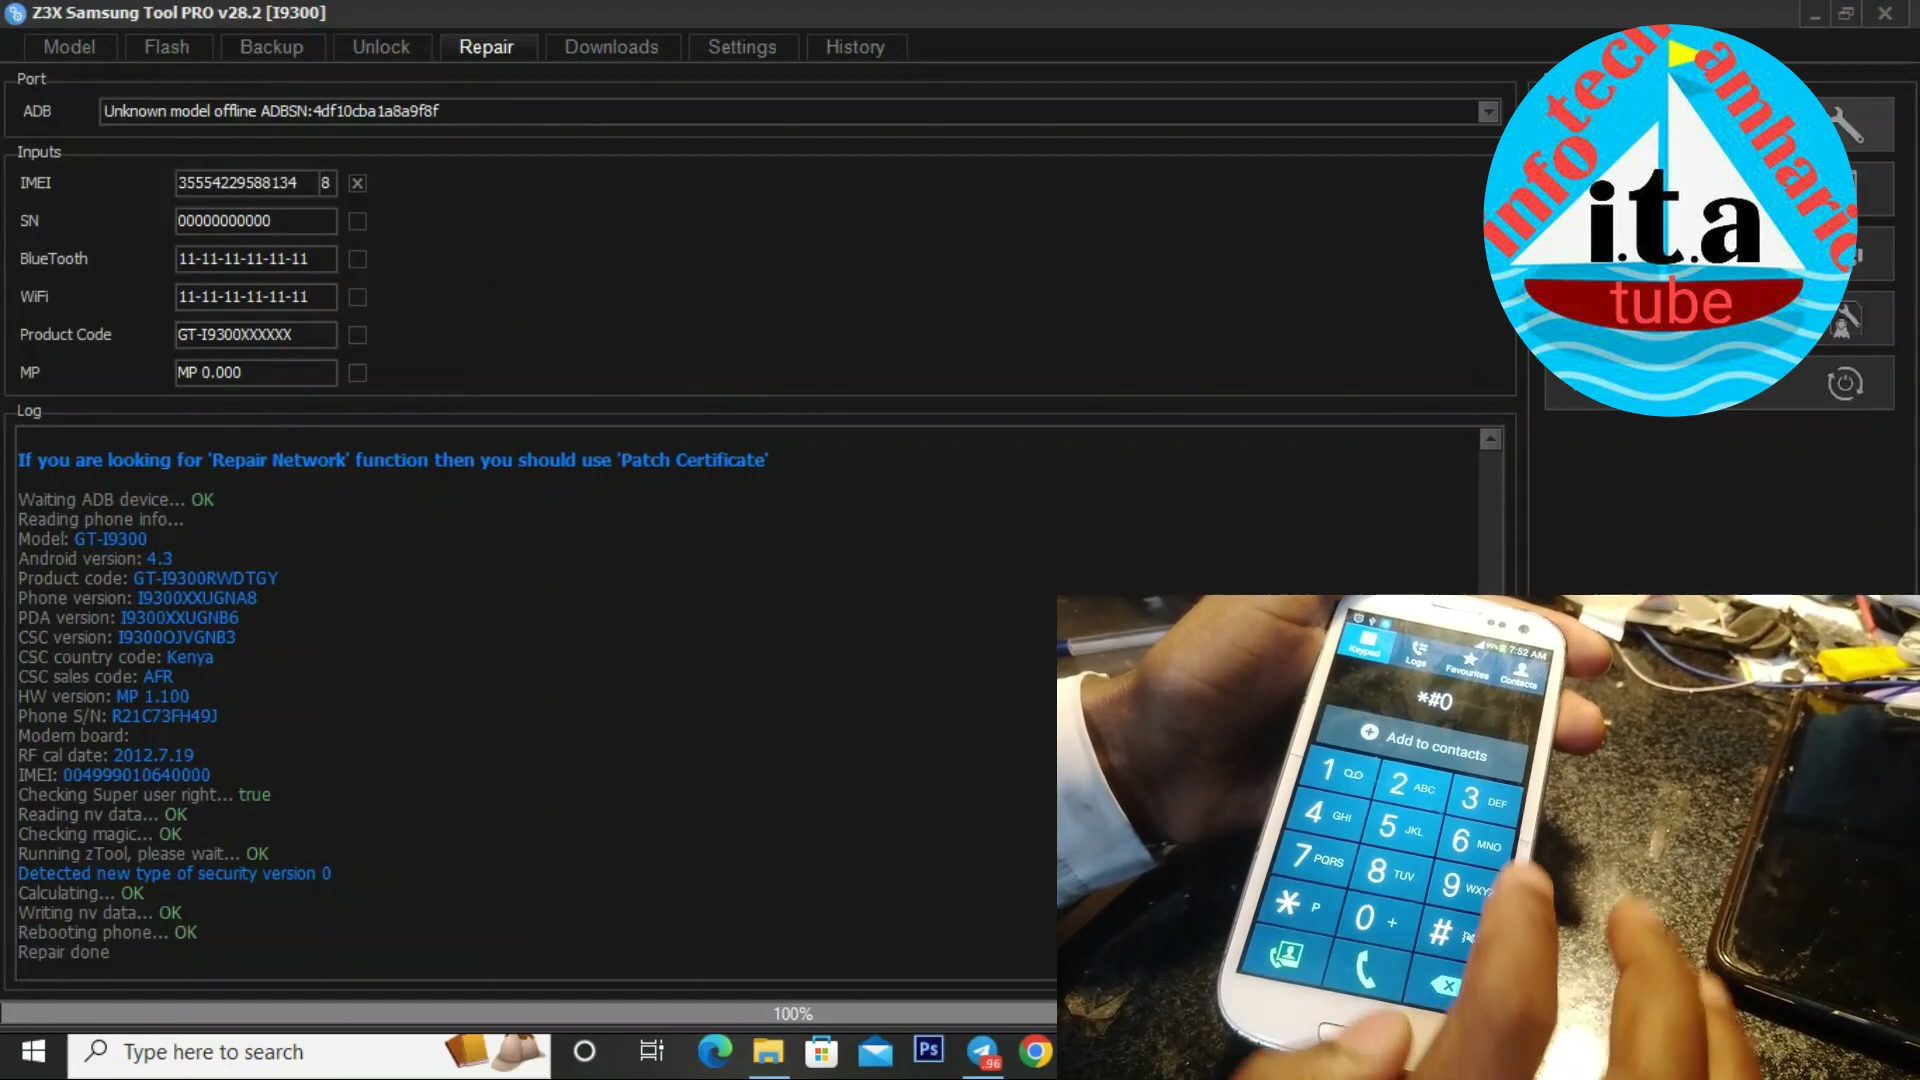 Z3X Samsung Tool PRO v28.2 [I9300]
Model Flash Backup Unlock Repair Downloads Settings History
Port
ADB Unknown model offline ADBSN:4df10cba1a8a9f8f
Inputs
IMEI 35554229588134 8
SN 00000000000
BlueTooth 11-11-11-11-11-11
WiFi 11-11-11-11-11-11
Product Code GT-I9300XXXXXX
MP MP 0.000
Log
If you are looking for 'Repair Network' function then you should use 'Patch Certificate'
Waiting ADB device... OK
Reading phone info...
Model: GT-I9300
Android version: 4.3
Product code: GT-I9300RWDTGY
Phone version: I9300XXUGNA8
PDA version: I9300XXUGNB6
CSC version: I9300OJVGNB3
CSC country code: Kenya
CSC sales code: AFR
HW version: MP 1.100
Phone S/N: R21C73FH49J
Modem board:
RF cal date: 2012.7.19
IMEI: 004999010640000
Checking Super user right... true
Reading nv data... OK
Checking magic... OK
Running zTool, please wait... OK
Detected new type of security version 0
Calculating... OK
Writing nv data... OK
Rebooting phone... OK
Repair done
100%
Type here to search
Ps
96
info tech amharic
i.t.a
tube
7:52 AM
Keypad Logs Favourites Contacts
*#0
Add to contacts
1 2 ABC 3 DEF
4 GHI 5 JKL 6 MNO
7 PQRS 8 TUV 9 WXYZ
* P 0 + #